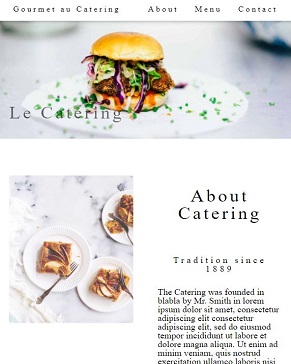 Gourmet au Catering About Menu Contact
Le Catering
About
Catering
Tradition since
1889
The Catering was founded in
blabla by Mr. Smith in lorem
ipsum dolor sit amet, consectetur
adipiscing elit consectetur
adipiscing elit, sed do eiusmod
tempor incididunt ut labore et
dolore magna aliqua. Ut enim ad
minim veniam, quis nostrud
exercitation ullamco laboris nisi